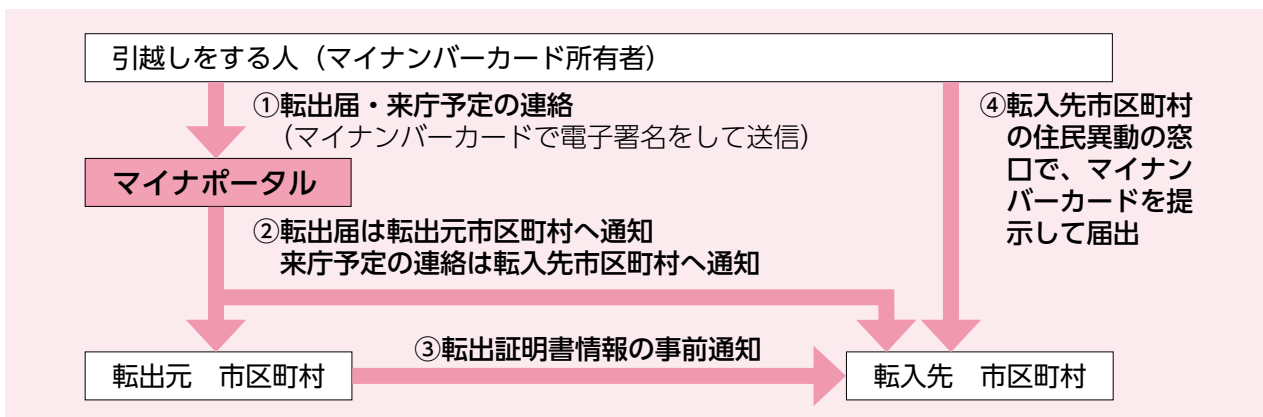 引越しをする人（マイナンバーカード所有者）
①転出届・来庁予定の連絡
（マイナンバーカードで電子署名をして送信）
マイナポータル
②転出届は転出元市区町村へ通知
来庁予定の連絡は転入先市区町村へ通知
④転入先市区町村
の住民異動の窓
口で、マイナン
バーカードを提
示して届出
③転出証明書情報の事前通知
転出元　市区町村
転入先　市区町村